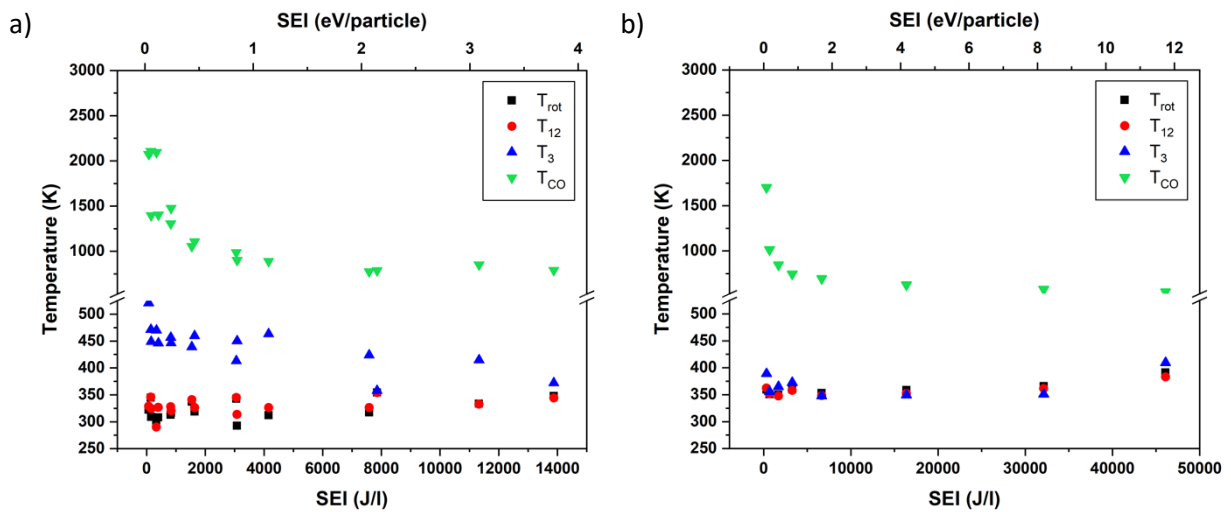 a)
SEI (eV/particle)
0 1 2 3 4
3000
2500
2000
1500
1000
500
450
400
350
300
250
Temperature (K)
T_rot
T_12
T_3
T_CO
0 2000 4000 6000 8000 10000 12000 14000
SEI (J/l)
b)
SEI (eV/particle)
0 2 4 6 8 10 12
3000
2500
2000
1500
1000
500
450
400
350
300
250
Temperature (K)
T_rot
T_12
T_3
T_CO
0 10000 20000 30000 40000 50000
SEI (J/l)